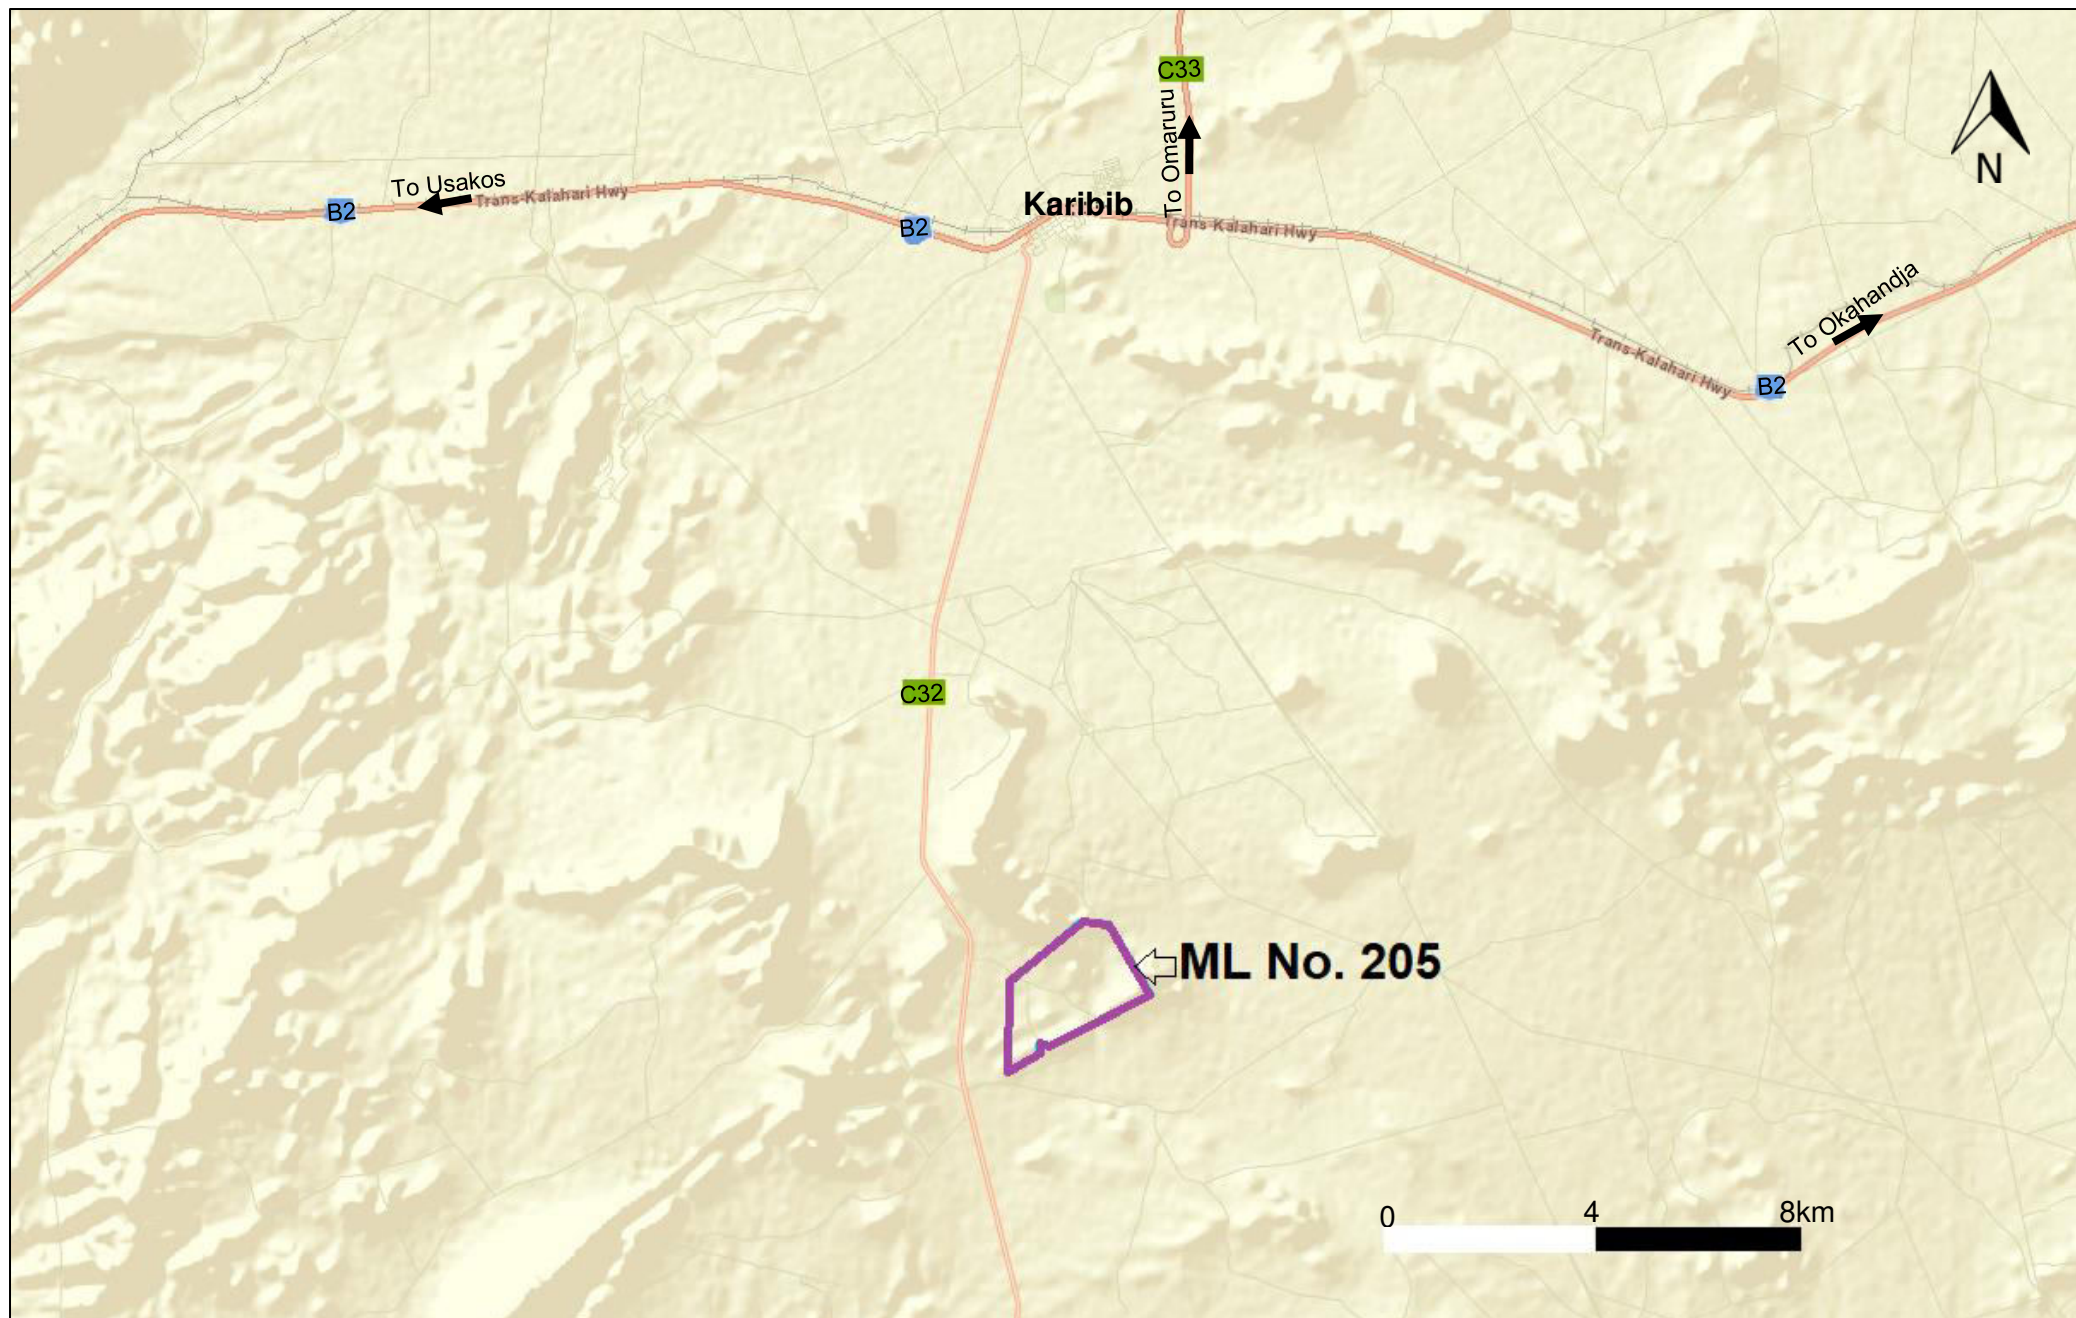 C33
To Omaruru
N
To Usakos
Trans-Kalahari Hwy
B2
B2
Karibib
Trans Kalahari Hwy
To Okahandja
Trans-Kalahari Hwy
B2
C32
ML No. 205
0 4 8km